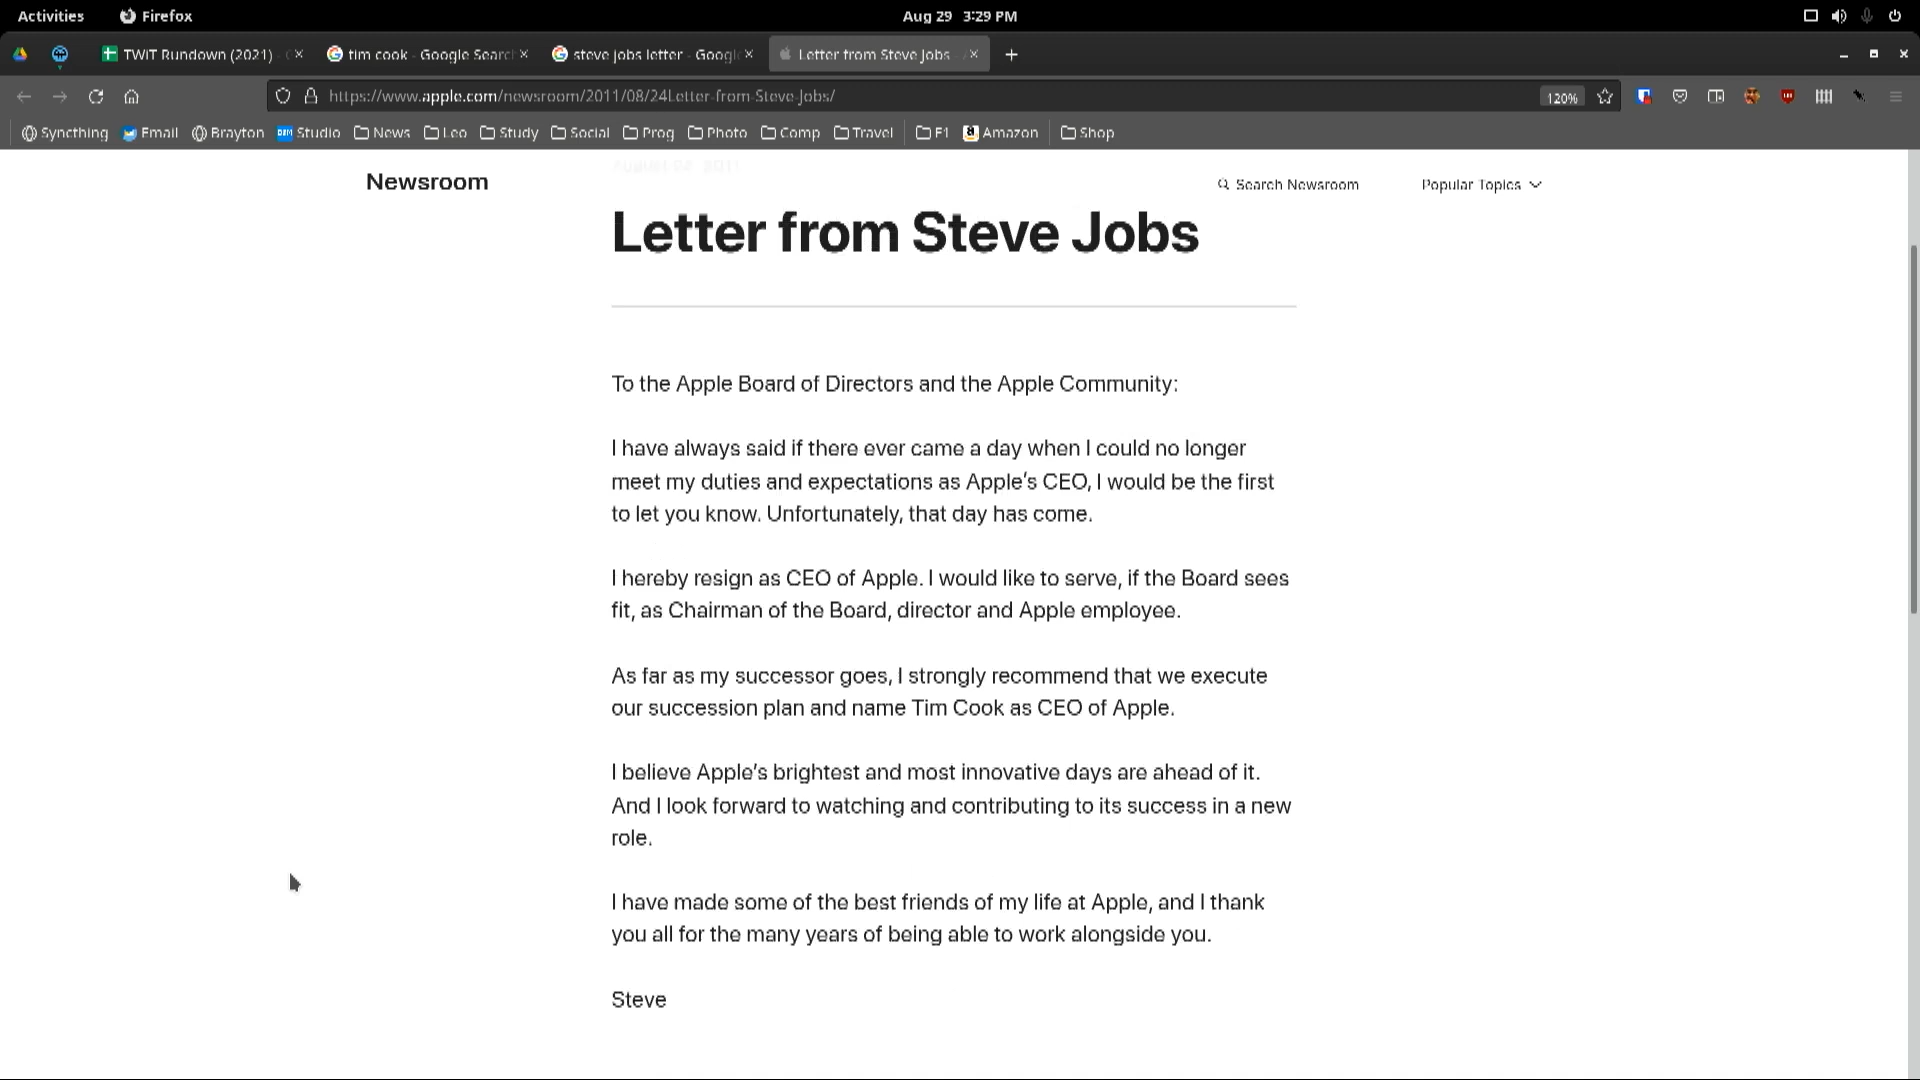 Activities Firefox Aug 29 3:29 PM
TWiT Rundown (2021) - tim cook - Google Search steve jobs letter - Google Letter from Steve Jobs -
https://www.apple.com/newsroom/2011/08/24Letter-from-Steve-Jobs/ 120%
Syncthing Email Brayton Studio News Leo Study Social Prog Photo Comp Travel F1 Amazon Shop
Newsroom Search Newsroom Popular Topics
Letter from Steve Jobs
To the Apple Board of Directors and the Apple Community:
I have always said if there ever came a day when I could no longer
meet my duties and expectations as Apple’s CEO, I would be the first
to let you know. Unfortunately, that day has come.
I hereby resign as CEO of Apple. I would like to serve, if the Board sees
fit, as Chairman of the Board, director and Apple employee.
As far as my successor goes, I strongly recommend that we execute
our succession plan and name Tim Cook as CEO of Apple.
I believe Apple’s brightest and most innovative days are ahead of it.
And I look forward to watching and contributing to its success in a new
role.
I have made some of the best friends of my life at Apple, and I thank
you all for the many years of being able to work alongside you.
Steve